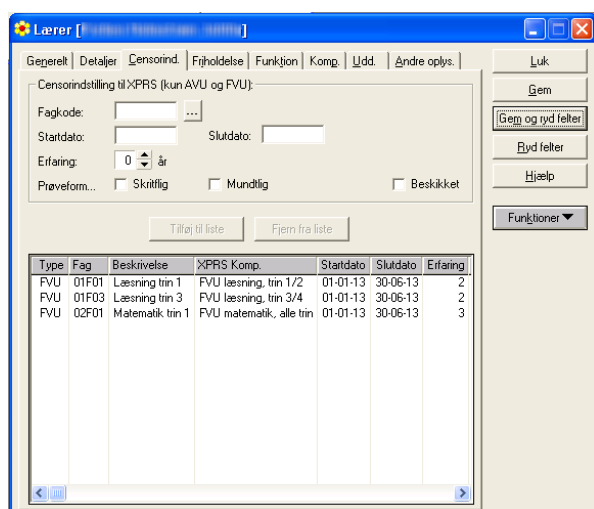 Lærer [ ]
Generelt Detaljer Censorind. Friholdelse Funktion Komp. Udd. Andre oplys.
Luk
Gem
Gem og ryd felter
Ryd felter
Hjælp
Funktioner
Censorindstilling til XPRS (kun AVU og FVU):
Fagkode: ...
Startdato: Slutdato:
Erfaring: 0 år
Prøveform... Skriftlig Mundtlig Beskikket
Tilføj til liste Fjern fra liste
Type Fag Beskrivelse XPRS Komp. Startdato Slutdato Erfaring
FVU 01F01 Læsning trin 1 FVU læsning, trin 1/2 01-01-13 30-06-13 2
FVU 01F03 Læsning trin 3 FVU læsning, trin 3/4 01-01-13 30-06-13 2
FVU 02F01 Matematik trin 1 FVU matematik, alle trin 01-01-13 30-06-13 3